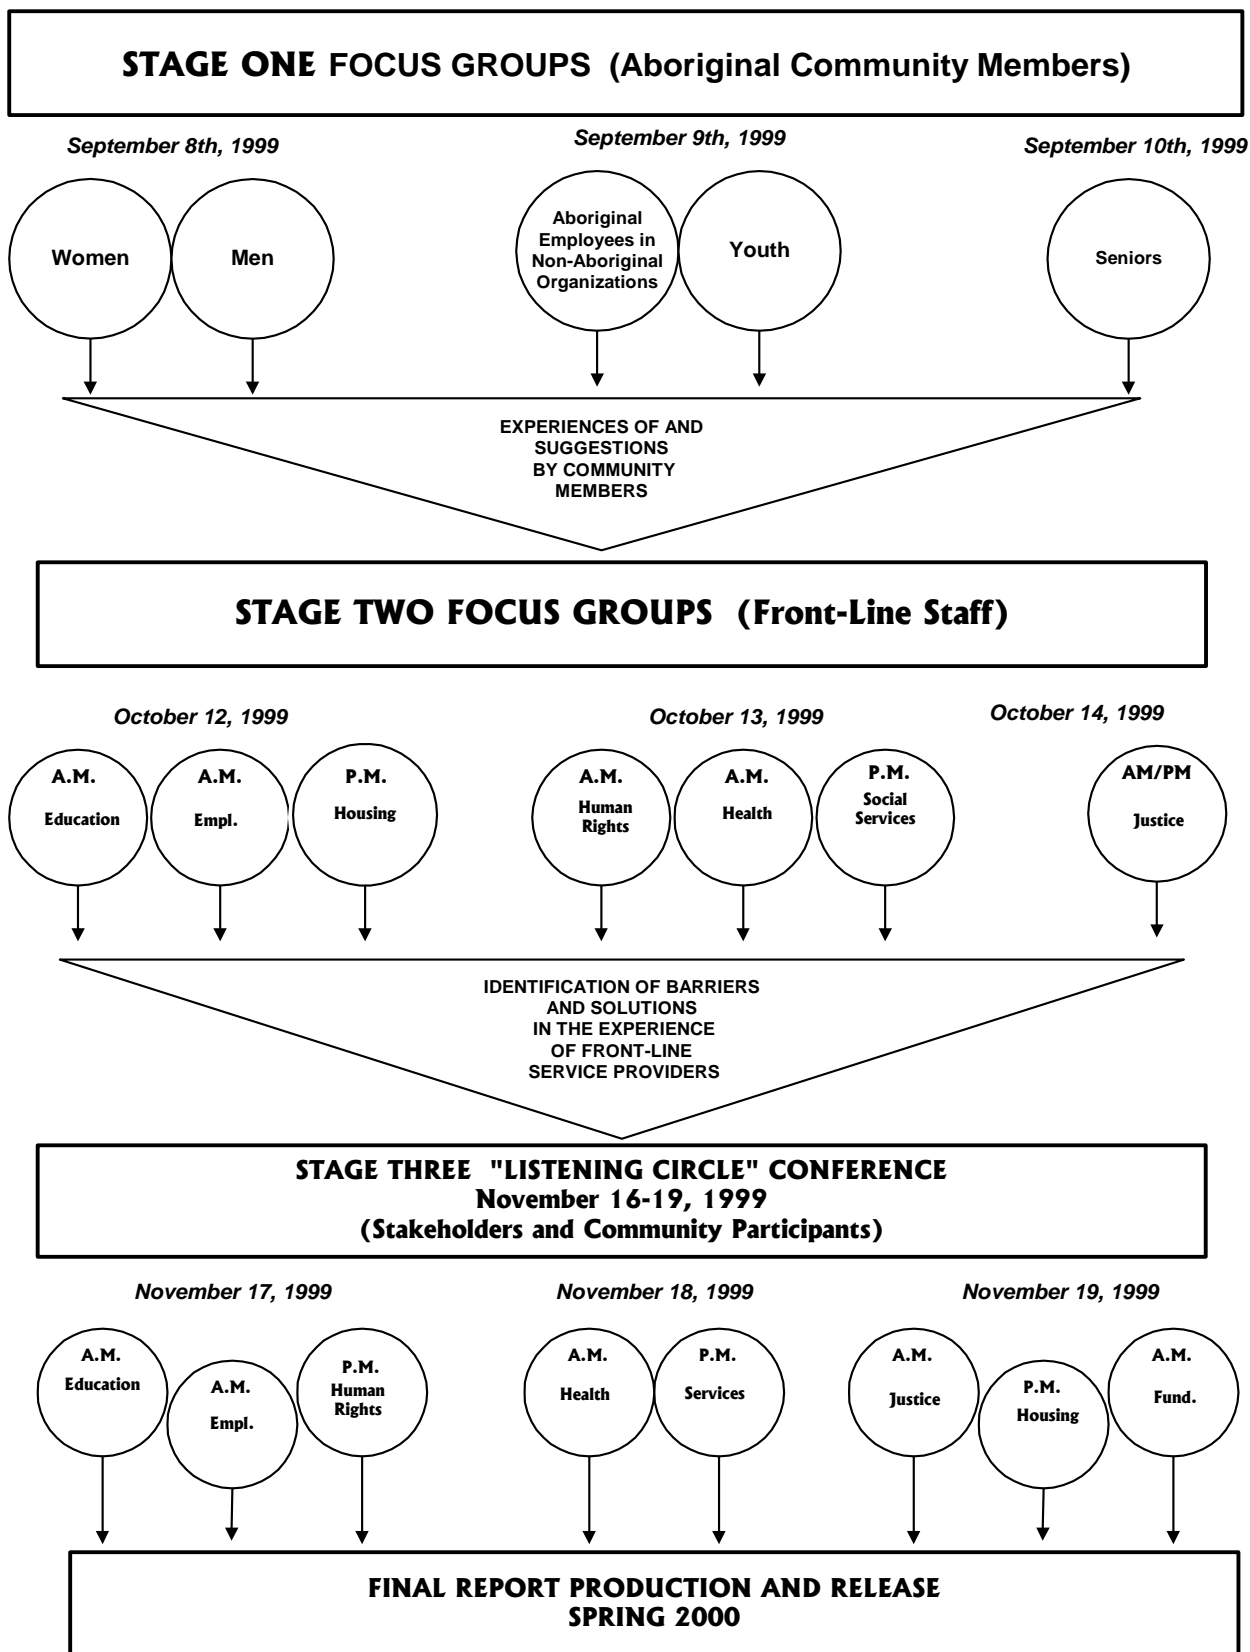 STAGE ONE FOCUS GROUPS (Aboriginal Community Members)
September 8th, 1999
September 9th, 1999
September 10th, 1999
Women
Men
Aboriginal
Employees in
Non-Aboriginal
Organizations
Youth
Seniors
EXPERIENCES OF AND
SUGGESTIONS
BY COMMUNITY
MEMBERS
STAGE TWO FOCUS GROUPS (Front-Line Staff)
October 12, 1999
October 13, 1999
October 14, 1999
A.M.
Education
A.M.
Empl.
P.M.
Housing
A.M.
Human
Rights
A.M.
Health
P.M.
Social
Services
AM/PM
Justice
IDENTIFICATION OF BARRIERS
AND SOLUTIONS
IN THE EXPERIENCE
OF FRONT-LINE
SERVICE PROVIDERS
STAGE THREE "LISTENING CIRCLE" CONFERENCE
November 16-19, 1999
(Stakeholders and Community Participants)
November 17, 1999
November 18, 1999
November 19, 1999
A.M.
Education
A.M.
Empl.
P.M.
Human
Rights
A.M.
Health
P.M.
Services
A.M.
Justice
P.M.
Housing
A.M.
Fund.
FINAL REPORT PRODUCTION AND RELEASE
SPRING 2000